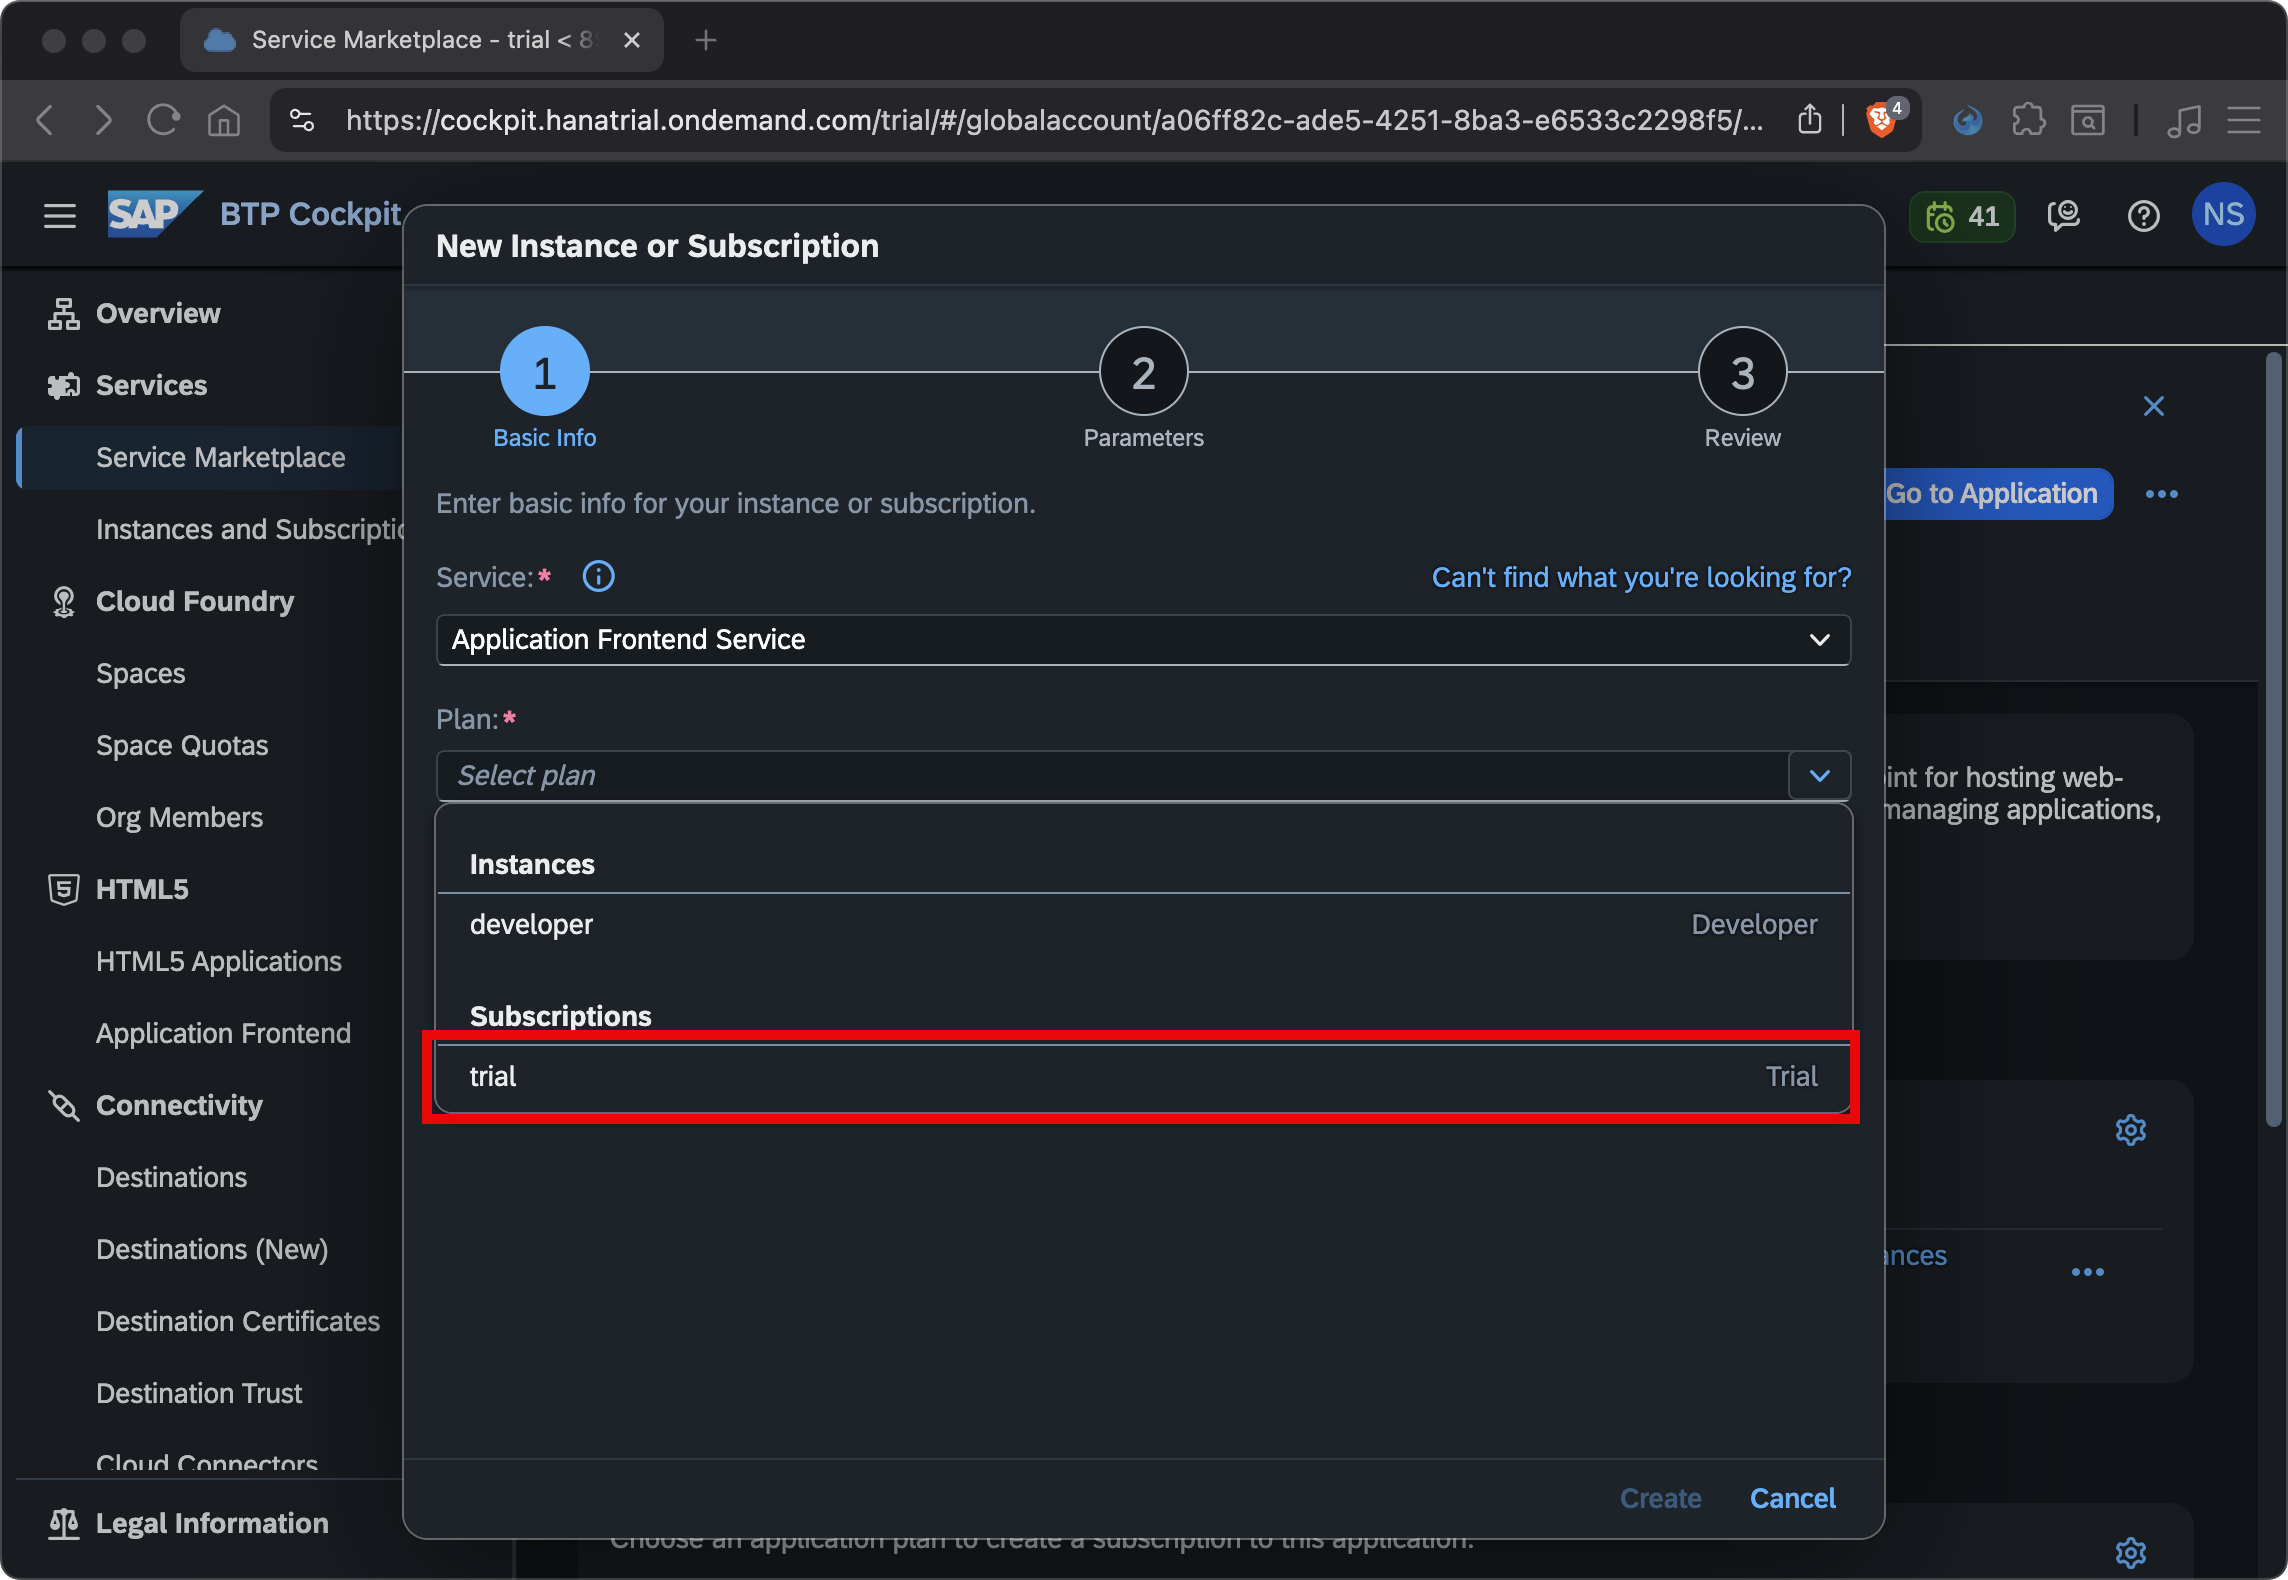 Service Marketplace - trial < 8
https://cockpit.hanatrial.ondemand.com/trial/#/globalaccount/a06ff82c-ade5-4251-8ba3-e6533c2298f5/...
4
SAP BTP Cockpit
41
NS
Overview
Services
Service Marketplace
Instances and Subscriptio
Cloud Foundry
Spaces
Space Quotas
Org Members
HTML5
HTML5 Applications
Application Frontend
Connectivity
Destinations
Destinations (New)
Destination Certificates
Destination Trust
Cloud Connectors
Legal Information
New Instance or Subscription
1
Basic Info
2
Parameters
3
Review
Enter basic info for your instance or subscription.
Service:*
Can't find what you're looking for?
Application Frontend Service
Plan:*
Select plan
Instances
developer Developer
Subscriptions
trial Trial
Create Cancel
Go to Application
int for hosting web-
managing applications,
ances
Choose an application plan to create a subscription to this application.